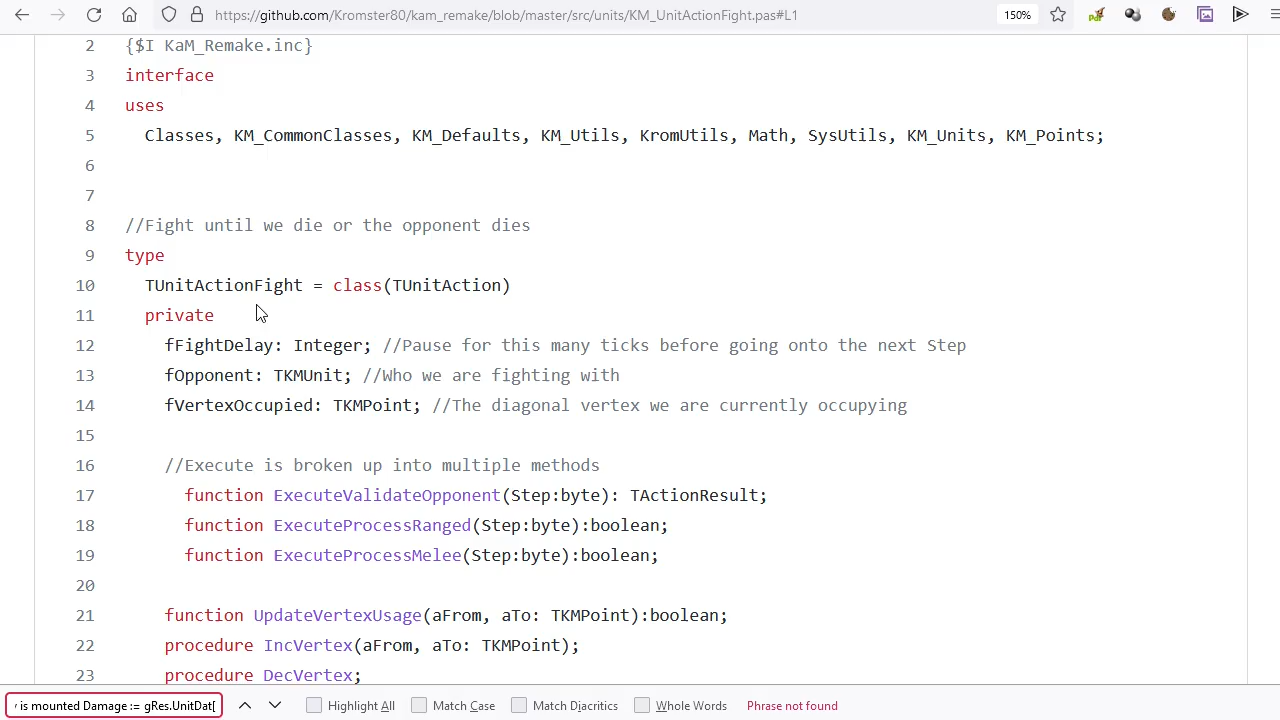 https://github.com/Kromster80/kam_remake/blob/master/src/units/KM_UnitActionFight.pas#L1
150%
2 {$I KaM_Remake.inc}
3 interface
4 uses
5 Classes, KM_CommonClasses, KM_Defaults, KM_Utils, KromUtils, Math, SysUtils, KM_Units, KM_Points;
6
7
8 //Fight until we die or the opponent dies
9 type
10 TUnitActionFight = class(TUnitAction)
11 private
12 fFightDelay: Integer; //Pause for this many ticks before going onto the next Step
13 fOpponent: TKMUnit; //Who we are fighting with
14 fVertexOccupied: TKMPoint; //The diagonal vertex we are currently occupying
15
16 //Execute is broken up into multiple methods
17 function ExecuteValidateOpponent(Step:byte): TActionResult;
18 function ExecuteProcessRanged(Step:byte):boolean;
19 function ExecuteProcessMelee(Step:byte):boolean;
20
21 function UpdateVertexUsage(aFrom, aTo: TKMPoint):boolean;
22 procedure IncVertex(aFrom, aTo: TKMPoint);
23 procedure DecVertex;
is mounted Damage := gRes.UnitDat[ Highlight All Match Case Match Diacritics Whole Words Phrase not found